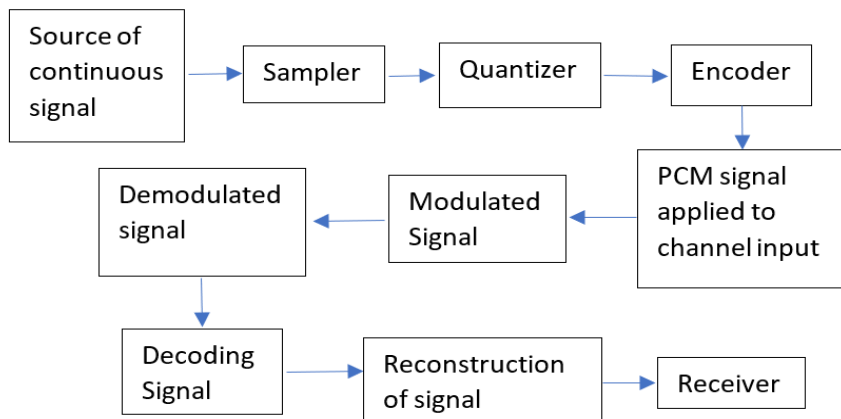 Source of
continuous
signal
Sampler
Quantizer
Encoder
PCM signal
applied to
channel input
Modulated
Signal
Demodulated
signal
Decoding
Signal
Reconstruction
of signal
Receiver